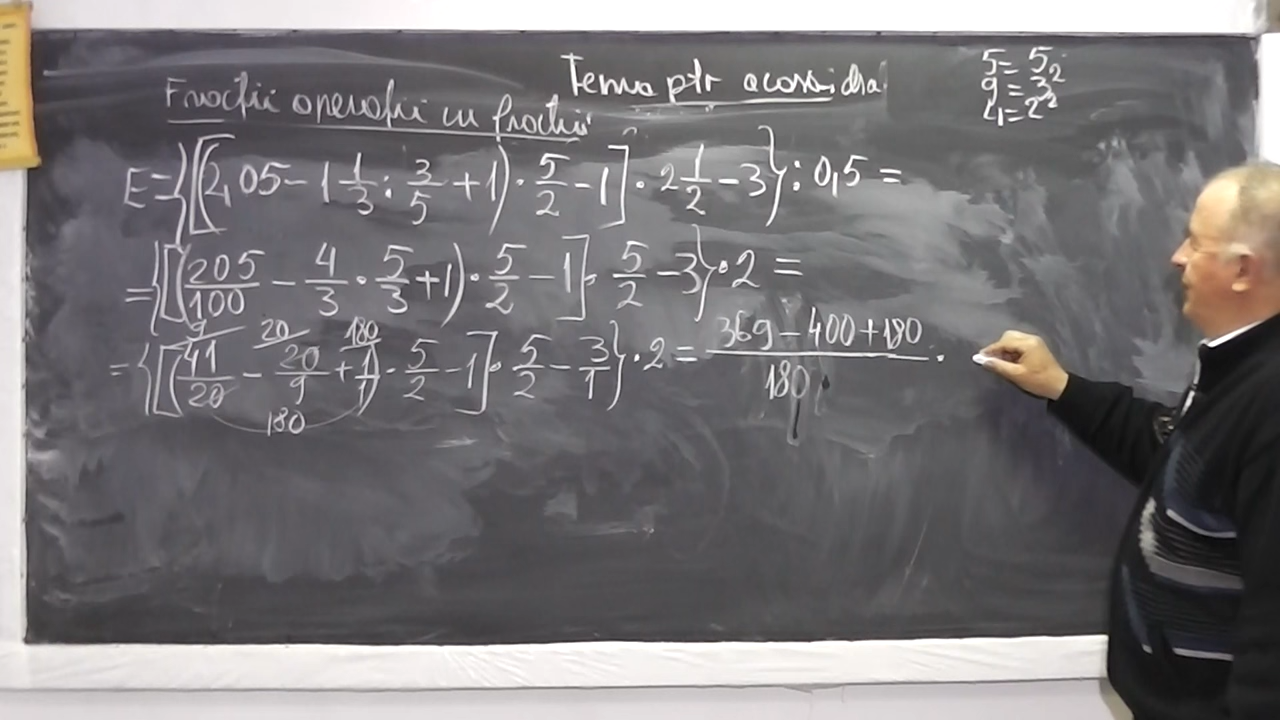 Tema ptr acasă
Fracții operații cu fracții
5=5
9=3²
4=2²
E={[(2,05-1 1/3:3/5+1)·5/2-1]·2 1/2-3}:0,5=
={[(205/100-4/3·5/3+1)·5/2-1]·5/2-3}·2=
9 20 180
={[(41/20-20/9+1/1)·5/2-1]·5/2-3/1}·2=(369-400+180)/180·
180